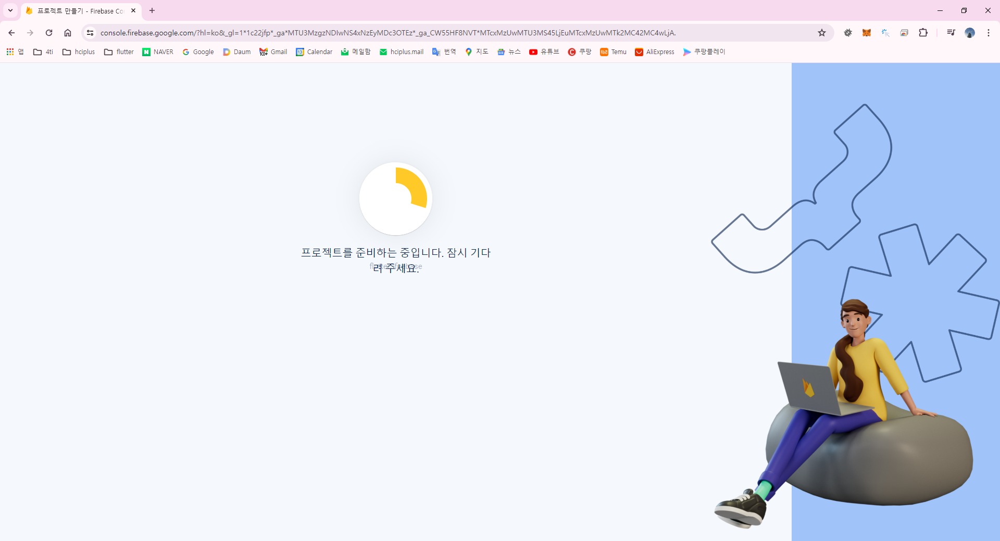 프로젝트 만들기 - Firebase Co
console.firebase.google.com/?hl=ko&_gl=1*1c22jfp*_ga*MTU3MzgzNDIwNS4xNzEyMDc3OTEz*_ga_CW55HF8NVT*MTcxMzUwMTU3MS45LjEuMTcxMzUwMTk2MC42MC4wLjA.
앱 4ti hciplus flutter NAVER Google Daum 100+ Gmail 13 Calendar 메일함 hciplus.mail 번역 지도 뉴스 유튜브 쿠팡 Temu AliExpress 쿠팡플레이
프로젝트를 준비하는 중입니다. 잠시 기다
려 주세요.